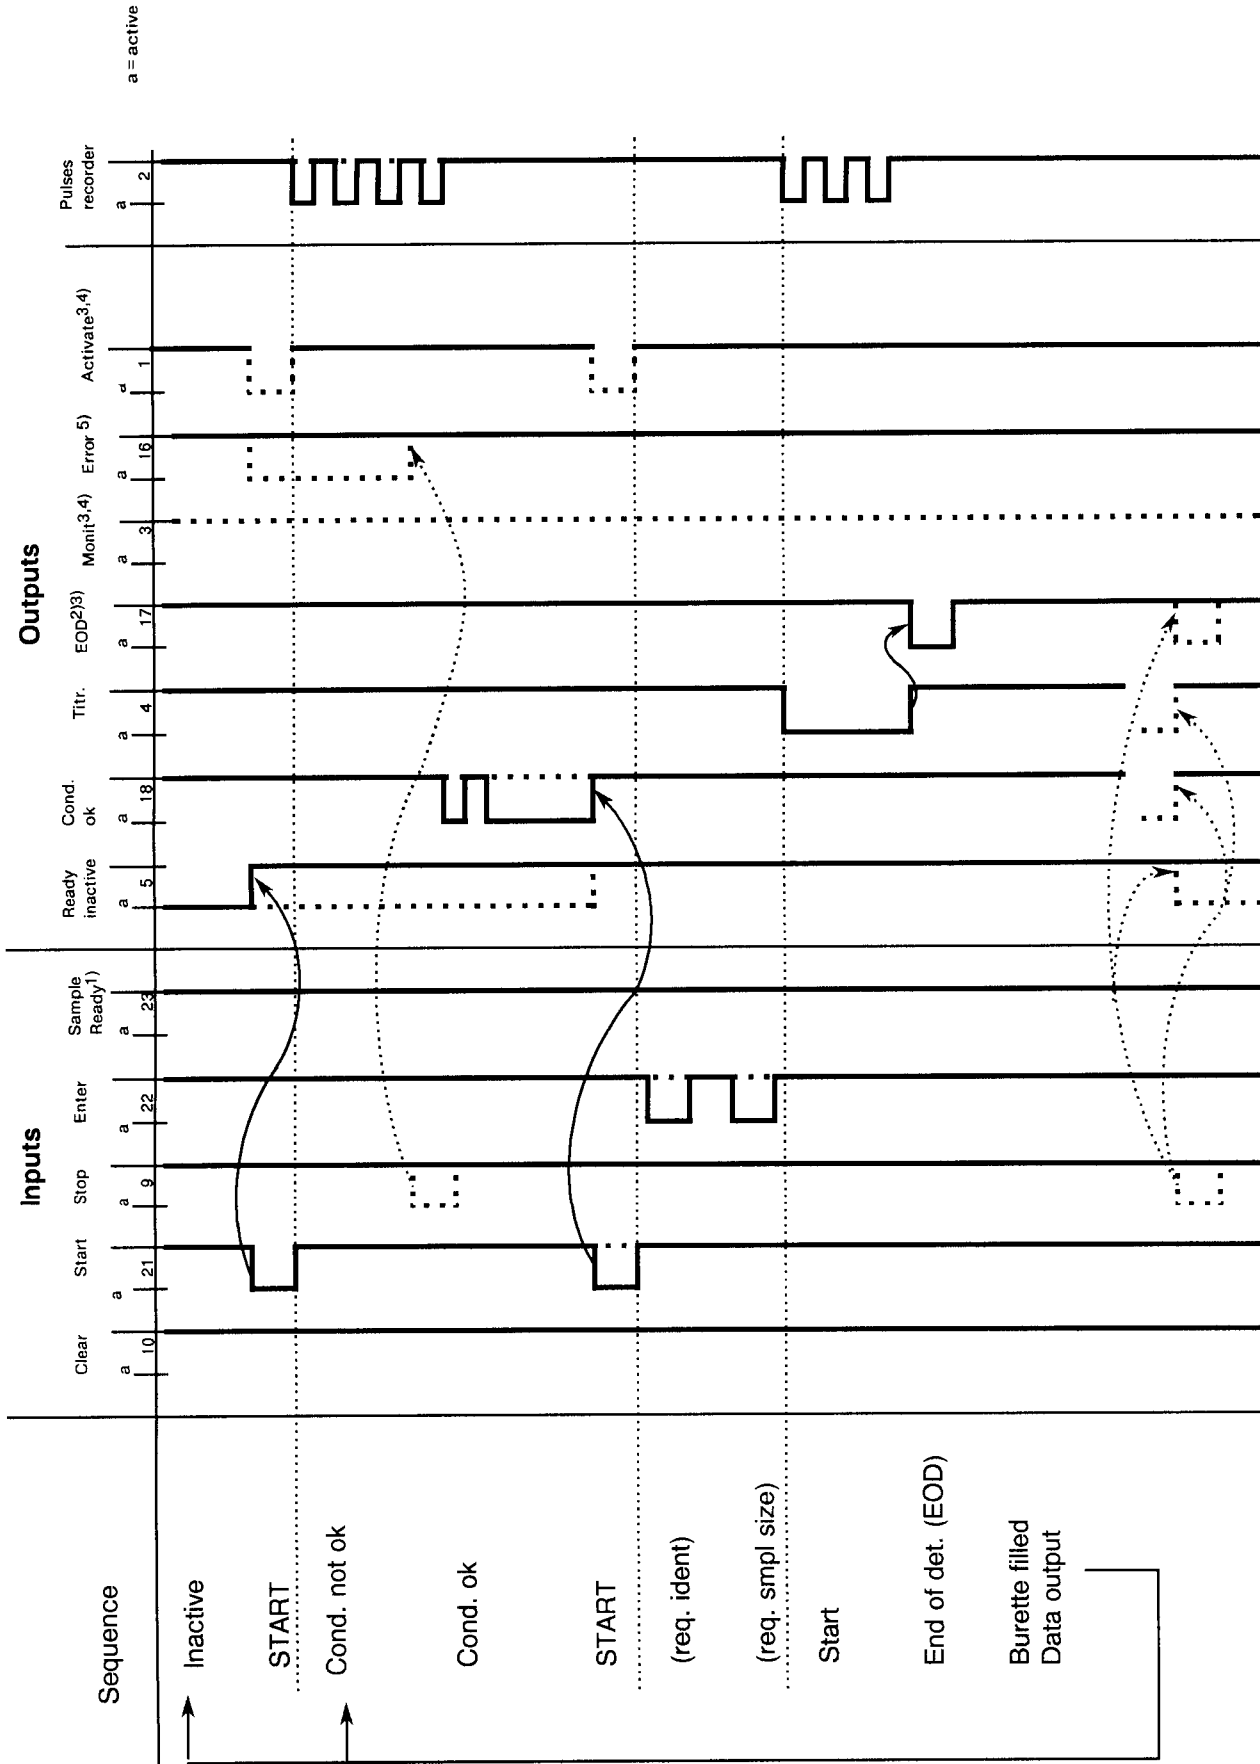 a = active
Outputs
Inputs
Sequence
Pulses
recorder
a
2
Activate3,4)
a
1
Error 5)
a
16
Monit3,4)
a
3
EOD2)3)
a
17
Titr.
a
4
Cond.
ok
a
18
Ready
inactive
a
5
Sample
Ready1)
a
23
Enter
a
22
Stop
a
9
Start
a
21
Clear
a
10
Inactive
START
Cond. not ok
Cond. ok
START
(req. ident)
(req. smpl size)
Start
End of det. (EOD)
Burette filled
Data output